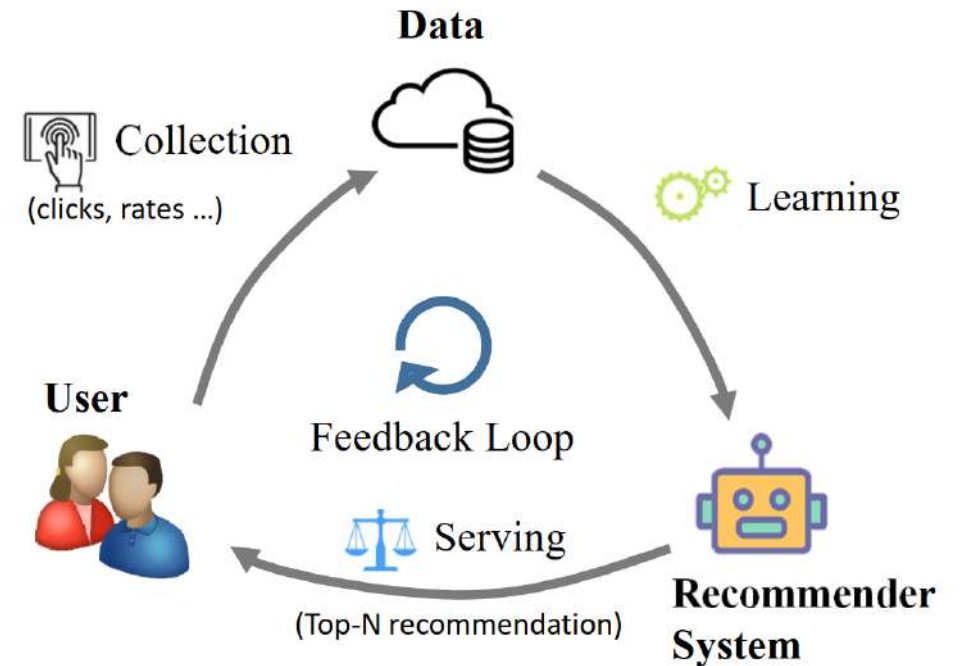 Data
Collection
(clicks, rates ...)
Learning
User
Feedback Loop
Serving
(Top-N recommendation)
Recommender
System